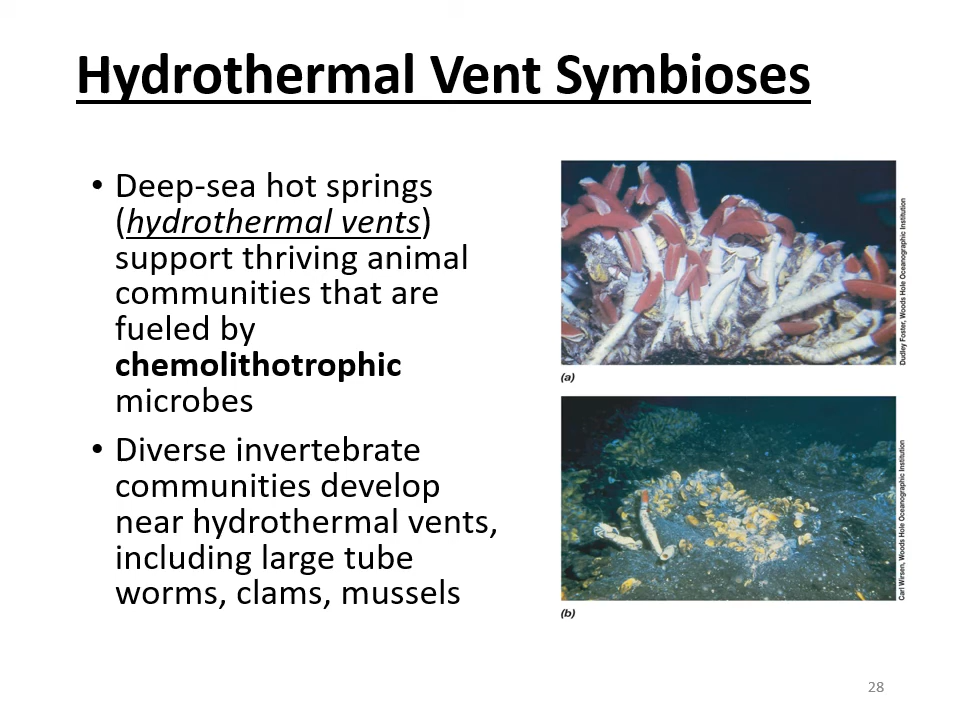 Hydrothermal Vent Symbioses
• Deep-sea hot springs
(hydrothermal vents)
support thriving animal
communities that are
fueled by
chemolithotrophic
microbes
• Diverse invertebrate
communities develop
near hydrothermal vents,
including large tube
worms, clams, mussels
Dudley Foster, Woods Hole Oceanographic Institution
(a)
Carl Wirsen, Woods Hole Oceanographic Institution
(b)
28